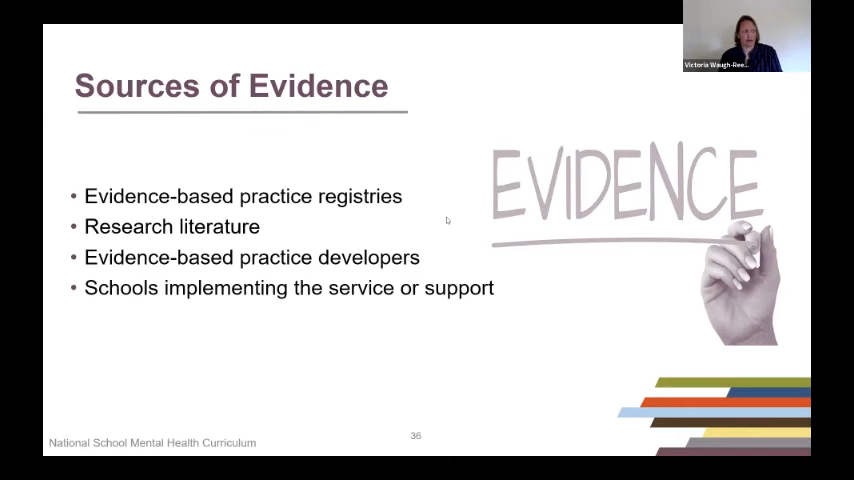 Victoria Waugh-Ree...
Sources of Evidence
EVIDENCE
• Evidence-based practice registries
• Research literature
• Evidence-based practice developers
• Schools implementing the service or support
36
National School Mental Health Curriculum